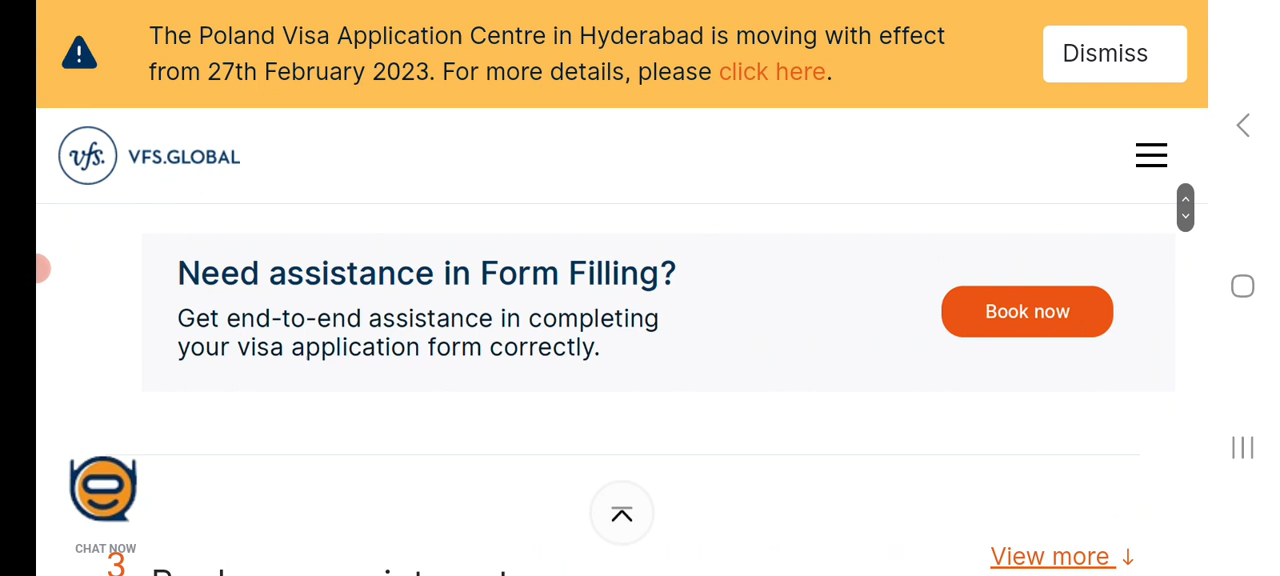 The Poland Visa Application Centre in Hyderabad is moving with effect
from 27th February 2023. For more details, please click here.
Dismiss
vfs. VFS.GLOBAL
Need assistance in Form Filling?
Get end-to-end assistance in completing
your visa application form correctly.
Book now
CHAT NOW
View more ↓
3